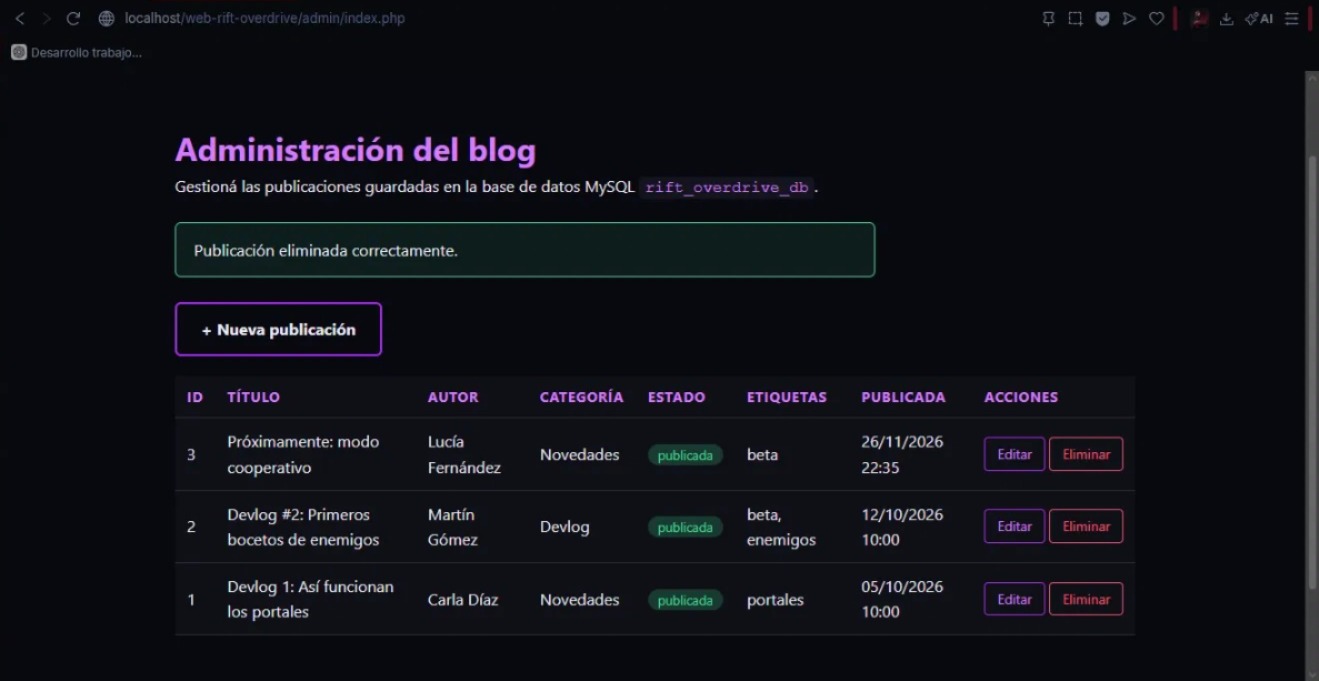 localhost/web-rift-overdrive/admin/index.php
AI
Desarrollo trabajo...
Administración del blog
Gestioná las publicaciones guardadas en la base de datos MySQL rift_overdrive_db.
Publicación eliminada correctamente.
+ Nueva publicación
ID TÍTULO AUTOR CATEGORÍA ESTADO ETIQUETAS PUBLICADA ACCIONES
3 Próximamente: modo cooperativo Lucía Fernández Novedades publicada beta 26/11/2026 22:35 Editar Eliminar
2 Devlog #2: Primeros bocetos de enemigos Martín Gómez Devlog publicada beta, enemigos 12/10/2026 10:00 Editar Eliminar
1 Devlog 1: Así funcionan los portales Carla Díaz Novedades publicada portales 05/10/2026 10:00 Editar Eliminar